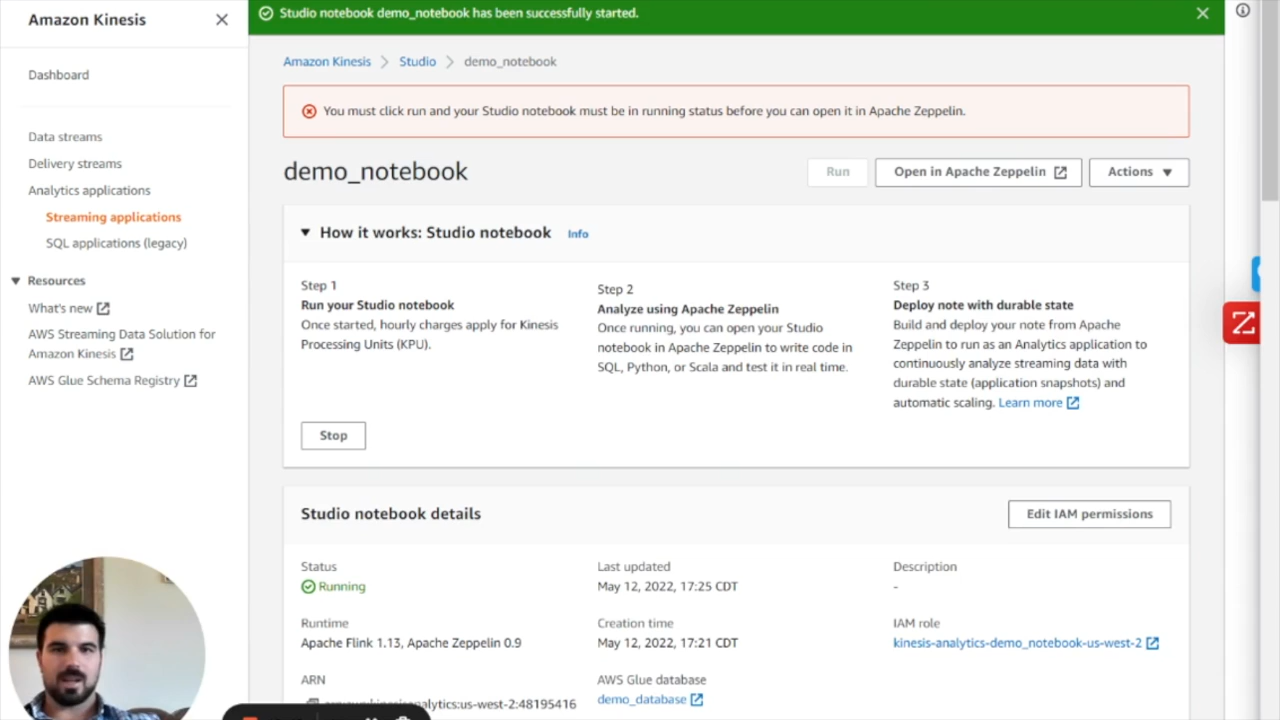 Amazon Kinesis
Dashboard
Data streams
Delivery streams
Analytics applications
Streaming applications
SQL applications (legacy)
Resources
What's new
AWS Streaming Data Solution for
Amazon Kinesis
AWS Glue Schema Registry
Studio notebook demo_notebook has been successfully started.
Amazon Kinesis > Studio > demo_notebook
You must click run and your Studio notebook must be in running status before you can open it in Apache Zeppelin.
demo_notebook
Run
Open in Apache Zeppelin
Actions
How it works: Studio notebook Info
Step 1
Run your Studio notebook
Once started, hourly charges apply for Kinesis
Processing Units (KPU).
Stop
Step 2
Analyze using Apache Zeppelin
Once running, you can open your Studio
notebook in Apache Zeppelin to write code in
SQL, Python, or Scala and test it in real time.
Step 3
Deploy note with durable state
Build and deploy your note from Apache
Zeppelin to run as an Analytics application to
continuously analyze streaming data with
durable state (application snapshots) and
automatic scaling. Learn more
Studio notebook details
Edit IAM permissions
Status
Running
Last updated
May 12, 2022, 17:25 CDT
Description
-
Runtime
Apache Flink 1.13, Apache Zeppelin 0.9
Creation time
May 12, 2022, 17:21 CDT
IAM role
kinesis-analytics-demo_notebook-us-west-2
ARN
AWS Glue database
demo_database